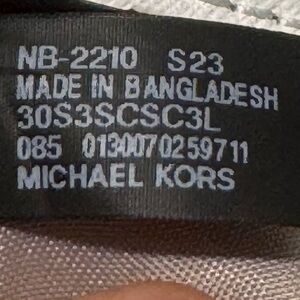 NB-2210 S23
MADE IN BANGLADESH
30S3SCSC3L
085 0130070259711
MICHAEL KORS